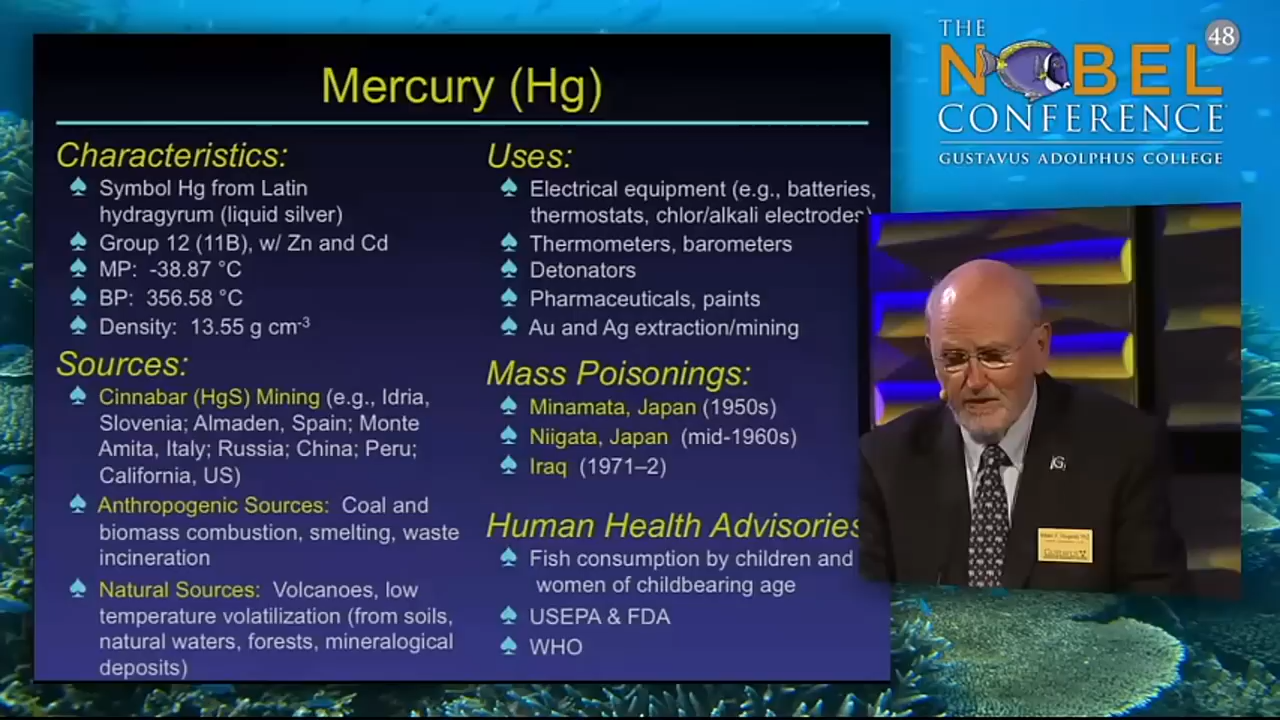 Mercury (Hg)
Characteristics:
Symbol Hg from Latin
hydragyrum (liquid silver)
Group 12 (11B), w/ Zn and Cd
MP: -38.87 °C
BP: 356.58 °C
Density: 13.55 g cm⁻³
Sources:
Cinnabar (HgS) Mining (e.g., Idria,
Slovenia; Almaden, Spain; Monte
Amita, Italy; Russia; China; Peru;
California, US)
Anthropogenic Sources: Coal and
biomass combustion, smelting, waste
incineration
Natural Sources: Volcanoes, low
temperature volatilization (from soils,
natural waters, forests, mineralogical
deposits)
Uses:
Electrical equipment (e.g., batteries,
thermostats, chlor/alkali electrodes)
Thermometers, barometers
Detonators
Pharmaceuticals, paints
Au and Ag extraction/mining
Mass Poisonings:
Minamata, Japan (1950s)
Niigata, Japan (mid-1960s)
Iraq (1971–2)
Human Health Advisories
Fish consumption by children and
women of childbearing age
USEPA & FDA
WHO
THE
NOBEL
48
CONFERENCE
GUSTAVUS ADOLPHUS COLLEGE